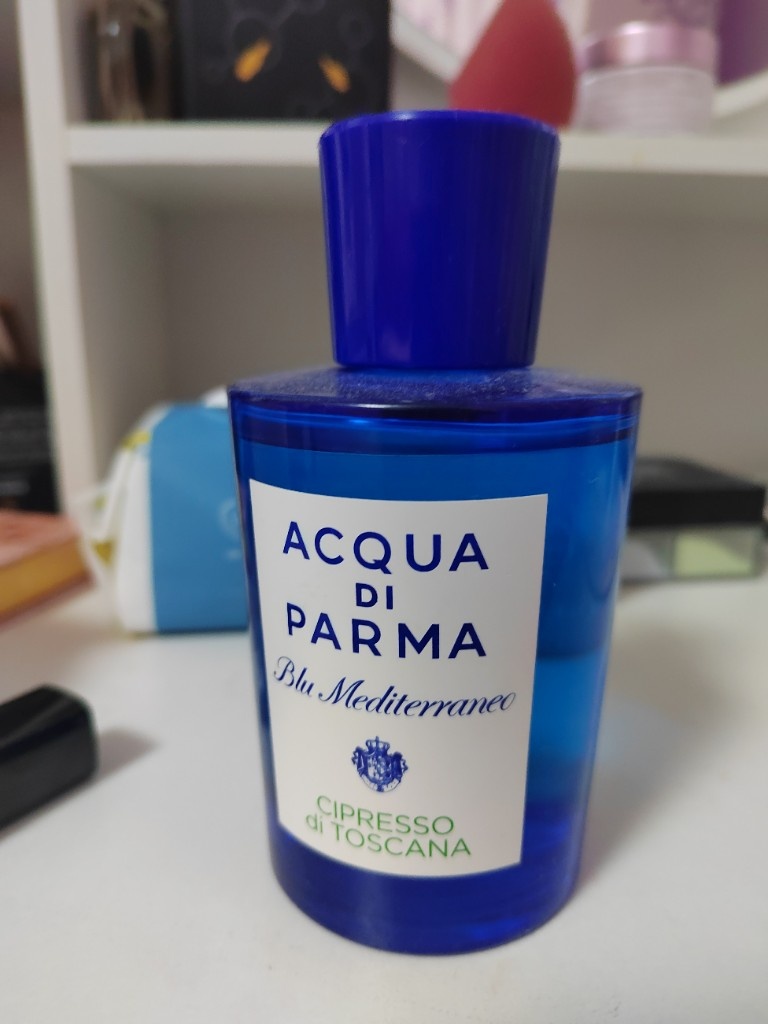 ACQUA
DI
PARMA
Blu Mediterraneo
CIPRESSO
di TOSCANA